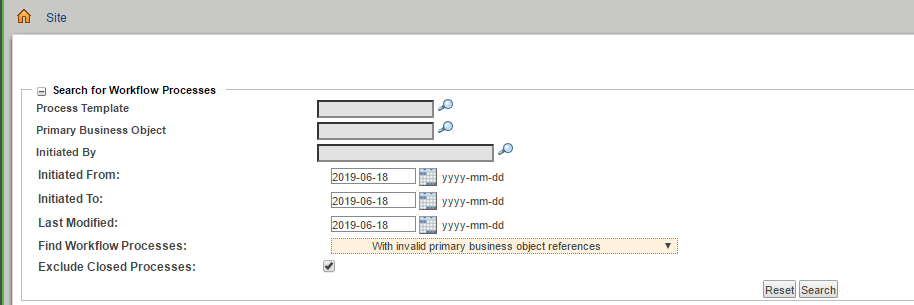 Site
Search for Workflow Processes
Process Template
Primary Business Object
Initiated By
Initiated From: 2019-06-18 yyyy-mm-dd
Initiated To: 2019-06-18 yyyy-mm-dd
Last Modified: 2019-06-18 yyyy-mm-dd
Find Workflow Processes: With invalid primary business object references
Exclude Closed Processes:
Reset Search